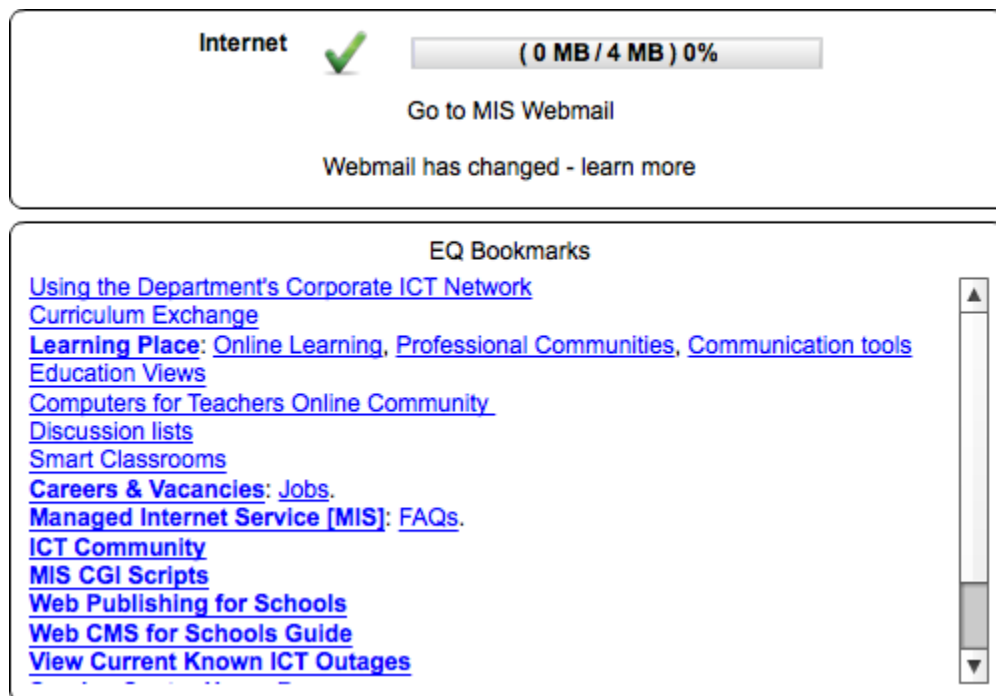 Internet ( 0 MB / 4 MB ) 0%
Go to MIS Webmail
Webmail has changed - learn more
EQ Bookmarks
Using the Department's Corporate ICT Network
Curriculum Exchange
Learning Place: Online Learning, Professional Communities, Communication tools
Education Views
Computers for Teachers Online Community
Discussion lists
Smart Classrooms
Careers & Vacancies: Jobs.
Managed Internet Service [MIS]: FAQs.
ICT Community
MIS CGI Scripts
Web Publishing for Schools
Web CMS for Schools Guide
View Current Known ICT Outages